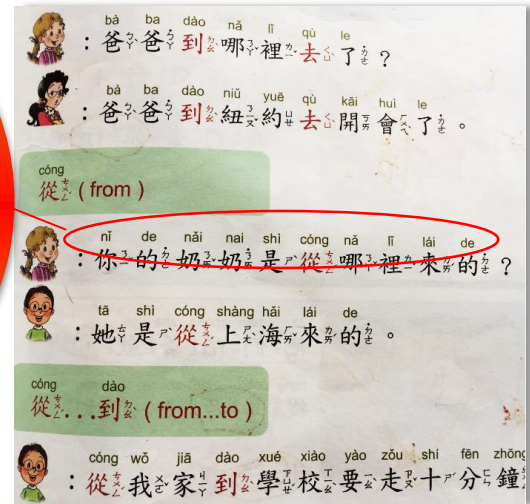 bà ba dào nǎ lǐ qù le
：爸爸到哪裡去了？
bà ba dào niǔ yuē qù kāi huì le
：爸爸到紐約去開會了。
cóng
從 ( from )
nǐ de nǎi nai shì cóng nǎ lǐ lái de
：你的奶奶是從哪裡來的？
tā shì cóng shàng hǎi lái de
：她是從上海來的。
cóng dào
從...到 ( from...to )
cóng wǒ jiā dào xué xiào yào zǒu shí fēn zhōng
：從我家到學校要走十分鐘